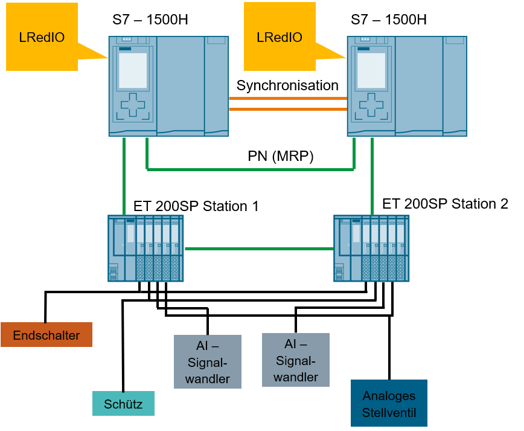 S7 – 1500H
S7 – 1500H
LRedIO
LRedIO
Synchronisation
PN (MRP)
ET 200SP Station 1
ET 200SP Station 2
Endschalter
AI –
Signal-
wandler
AI –
Signal-
wandler
Schütz
Analoges
Stellventil